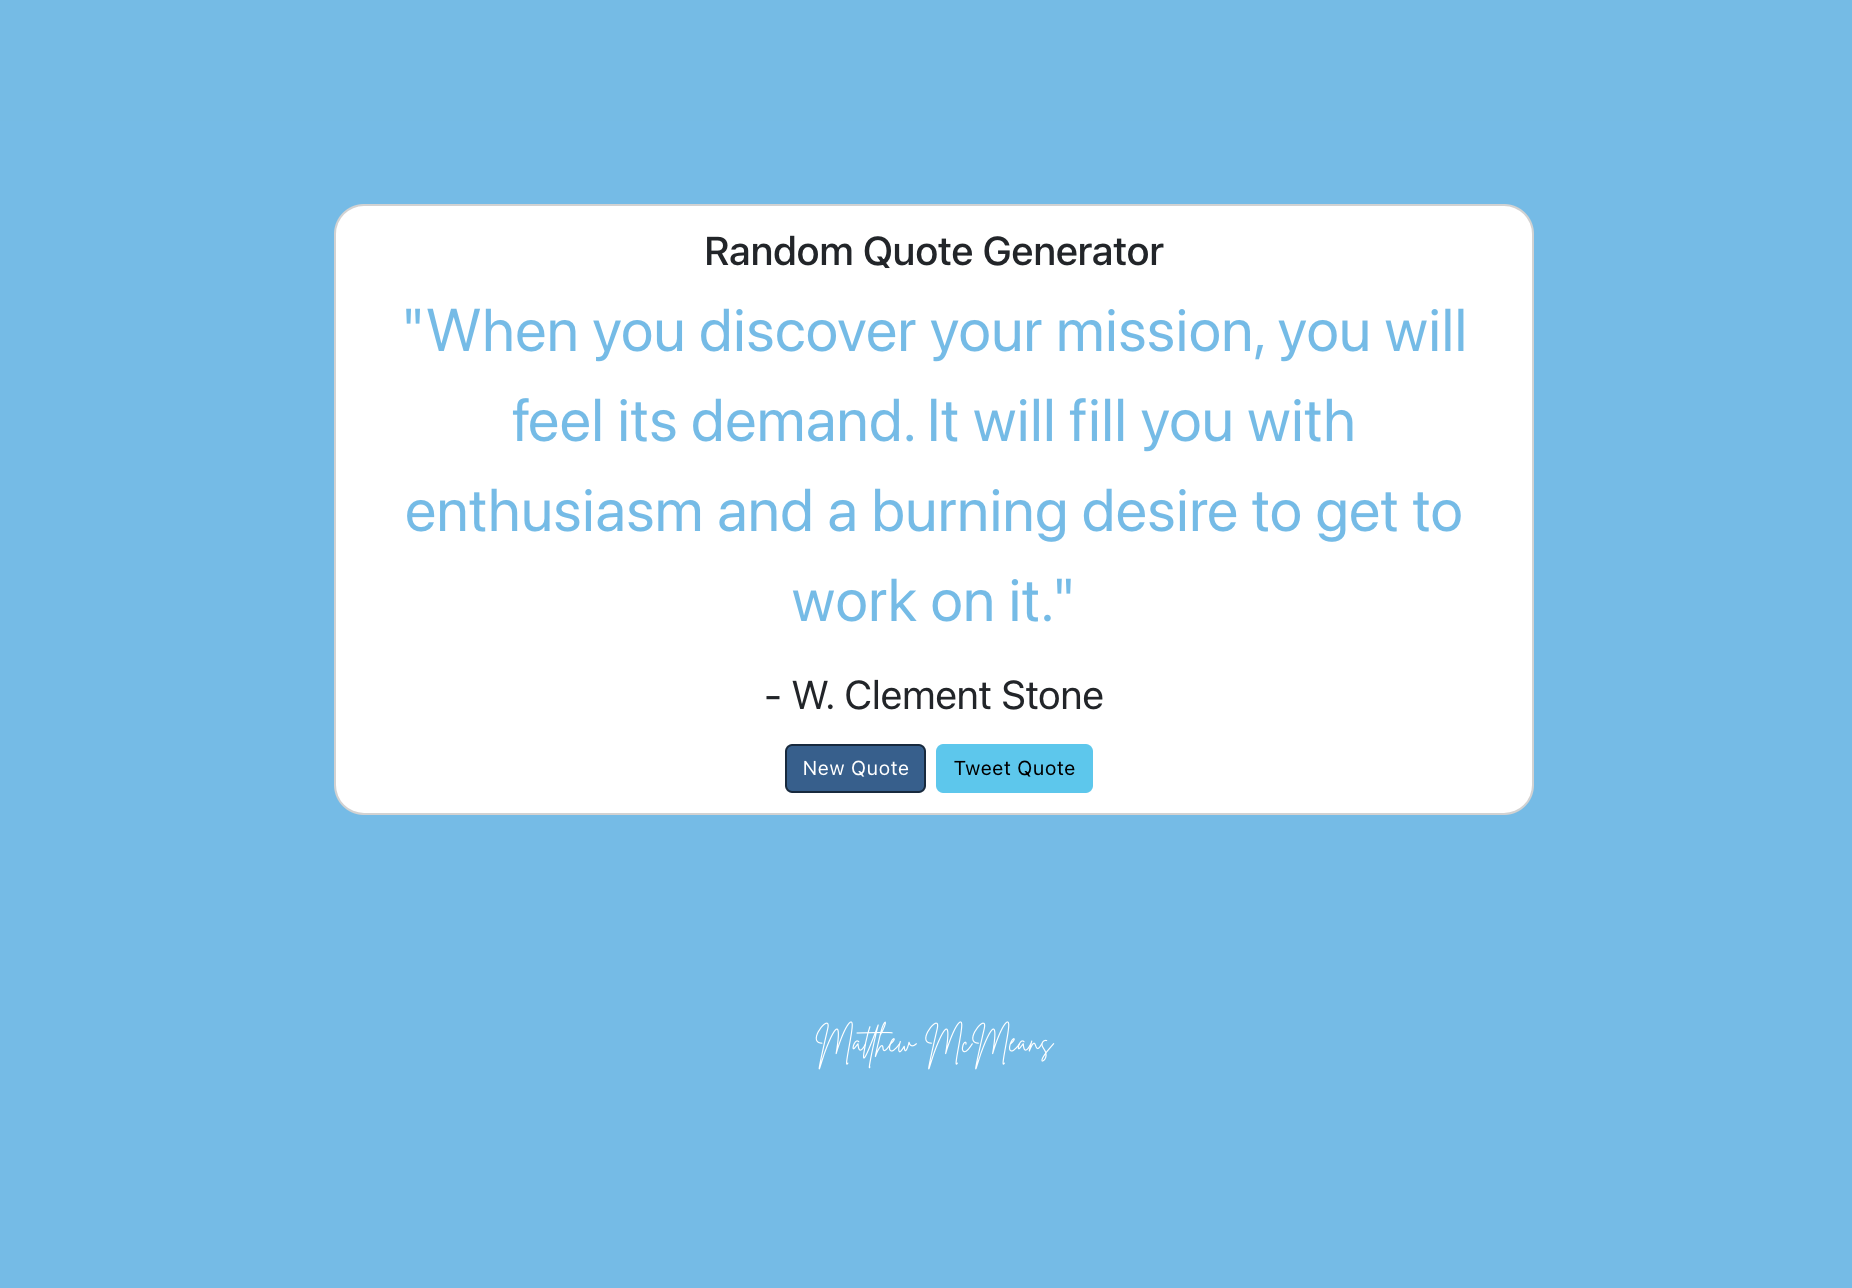 Random Quote Generator
"When you discover your mission, you will
feel its demand. It will fill you with
enthusiasm and a burning desire to get to
work on it."
- W. Clement Stone
New Quote Tweet Quote
Matthew McMeans